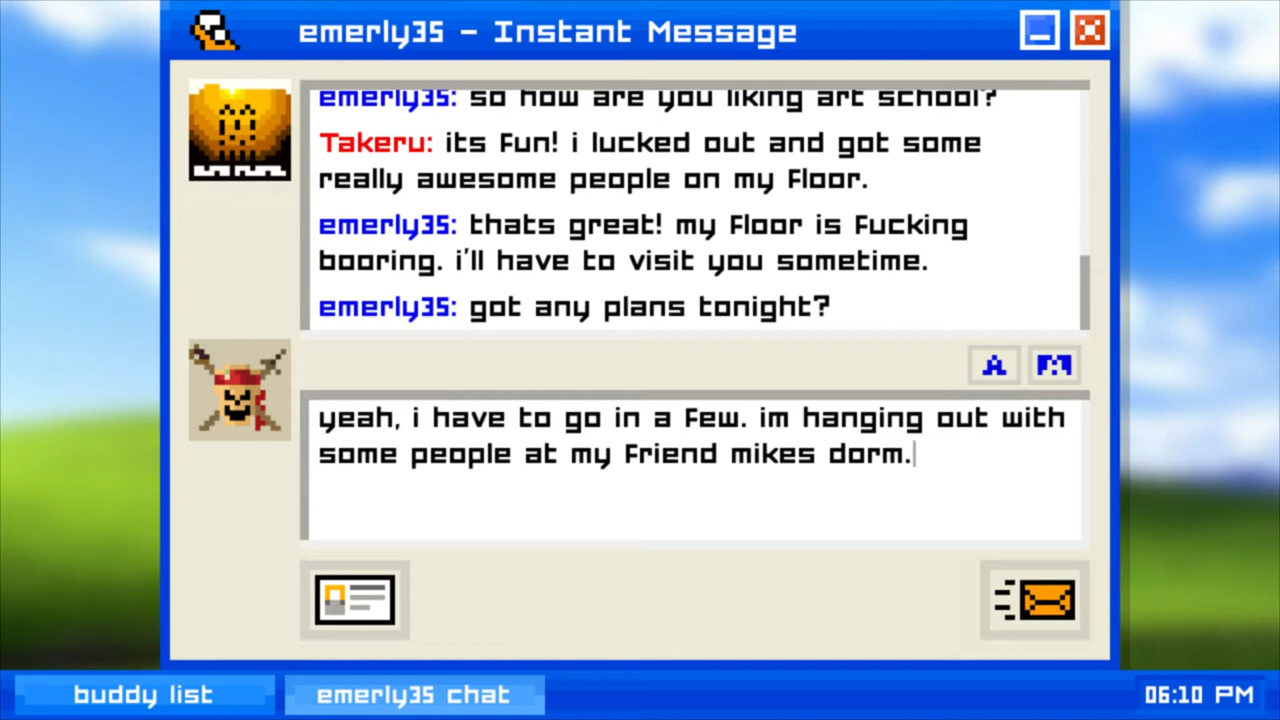 emerly35 - Instant Message
emerly35: so how are you liking art school?
Takeru: its fun! i lucked out and got some
really awesome people on my floor.
emerly35: thats great! my floor is fucking
booring. i'll have to visit you sometime.
emerly35: got any plans tonight?
A
yeah, i have to go in a few. im hanging out with
some people at my friend mikes dorm.
buddy list
emerly35 chat
06:10 PM